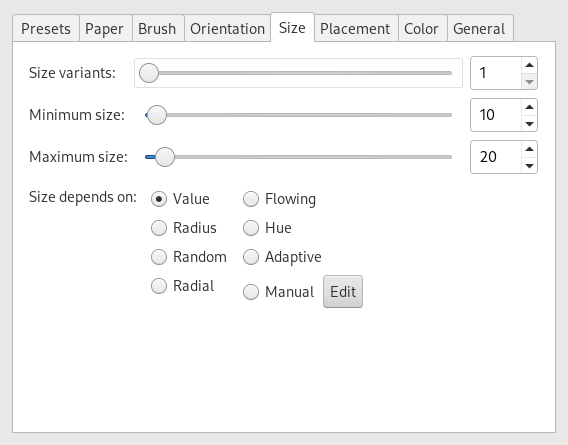 Presets Paper Brush Orientation Size Placement Color General
Size variants: 1
Minimum size: 10
Maximum size: 20
Size depends on: Value Flowing
Radius Hue
Random Adaptive
Radial Manual Edit